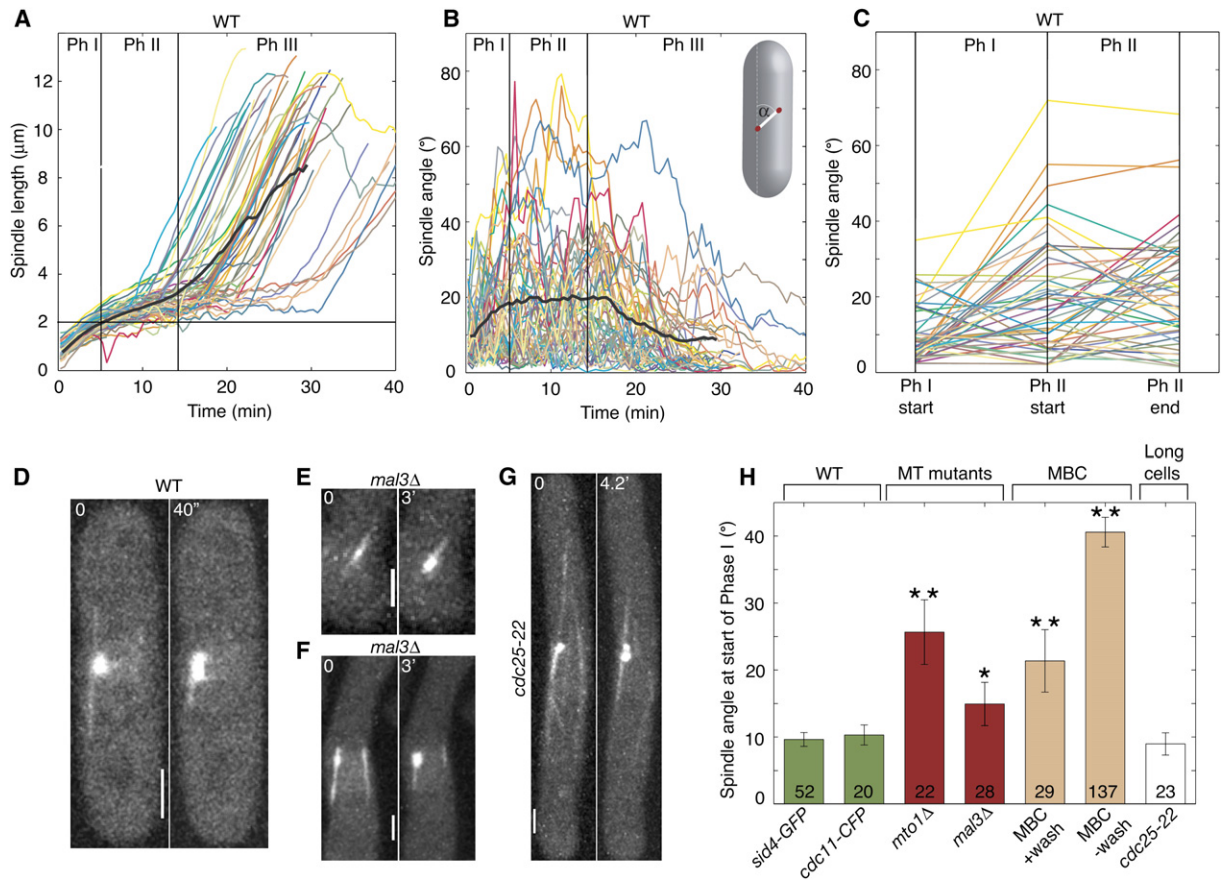 A
WT
Ph I
Ph II
Ph III
Spindle length (µm)
12
10
8
6
4
2
0
0
10
20
30
40
Time (min)
B
WT
Ph I
Ph II
Ph III
α
Spindle angle (°)
80
60
40
20
0
0
10
20
30
40
Time (min)
C
WT
Ph I
Ph II
Spindle angle (°)
80
60
40
20
0
Ph I
start
Ph II
start
Ph II
end
D
WT
0
40"
E
mal3Δ
0
3'
F
mal3Δ
0
3'
G
0
4.2'
cdc25-22
H
WT
MT mutants
MBC
Long
cells
Spindle angle at start of Phase I (°)
40
30
20
10
0
**
*
**
**
52
20
22
28
29
137
23
sid4-GFP
cdc11-CFP
mto1Δ
mal3Δ
MBC
+wash
MBC
-wash
cdc25-22